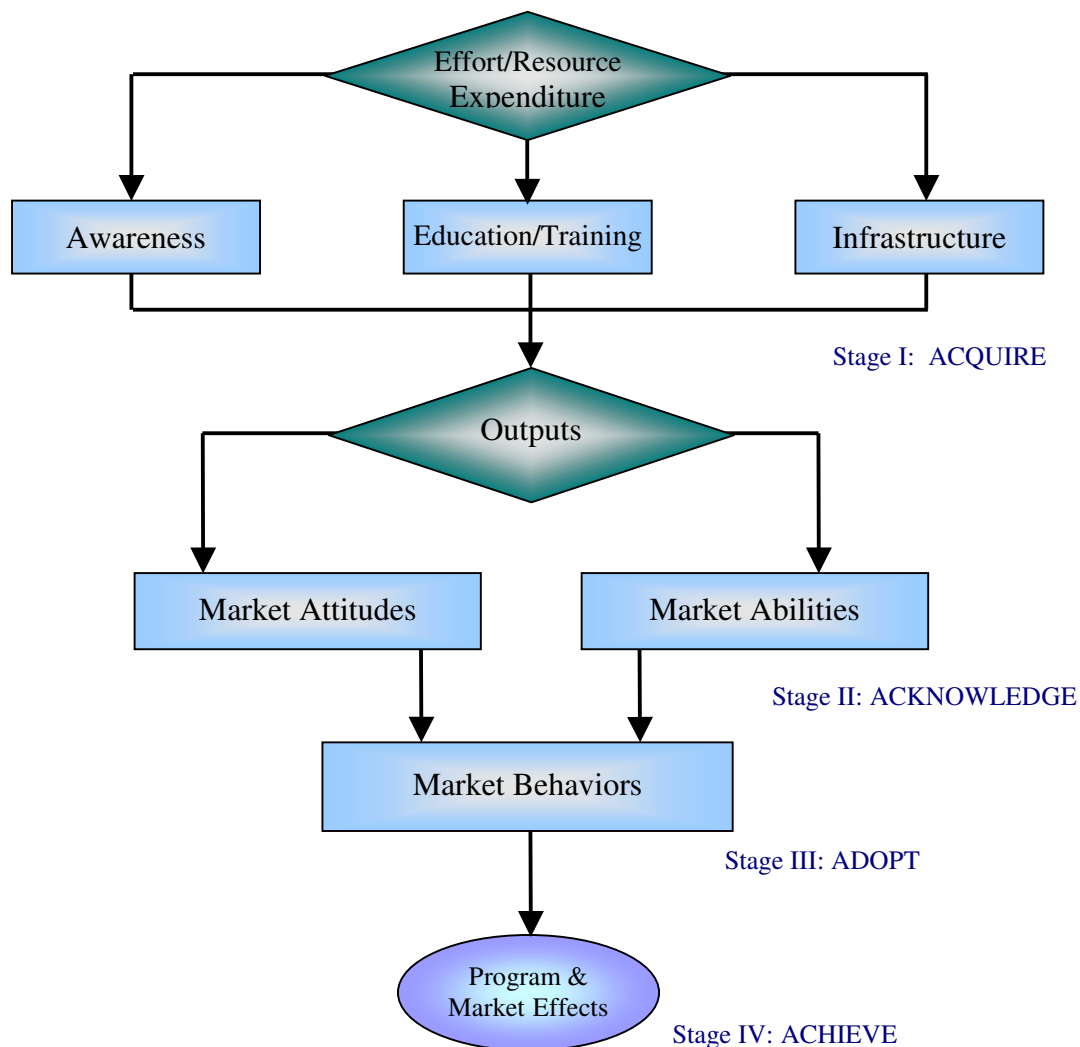 Effort/Resource
Expenditure
Awareness
Education/Training
Infrastructure
Stage I: ACQUIRE
Outputs
Market Attitudes
Market Abilities
Stage II: ACKNOWLEDGE
Market Behaviors
Stage III: ADOPT
Program &
Market Effects
Stage IV: ACHIEVE